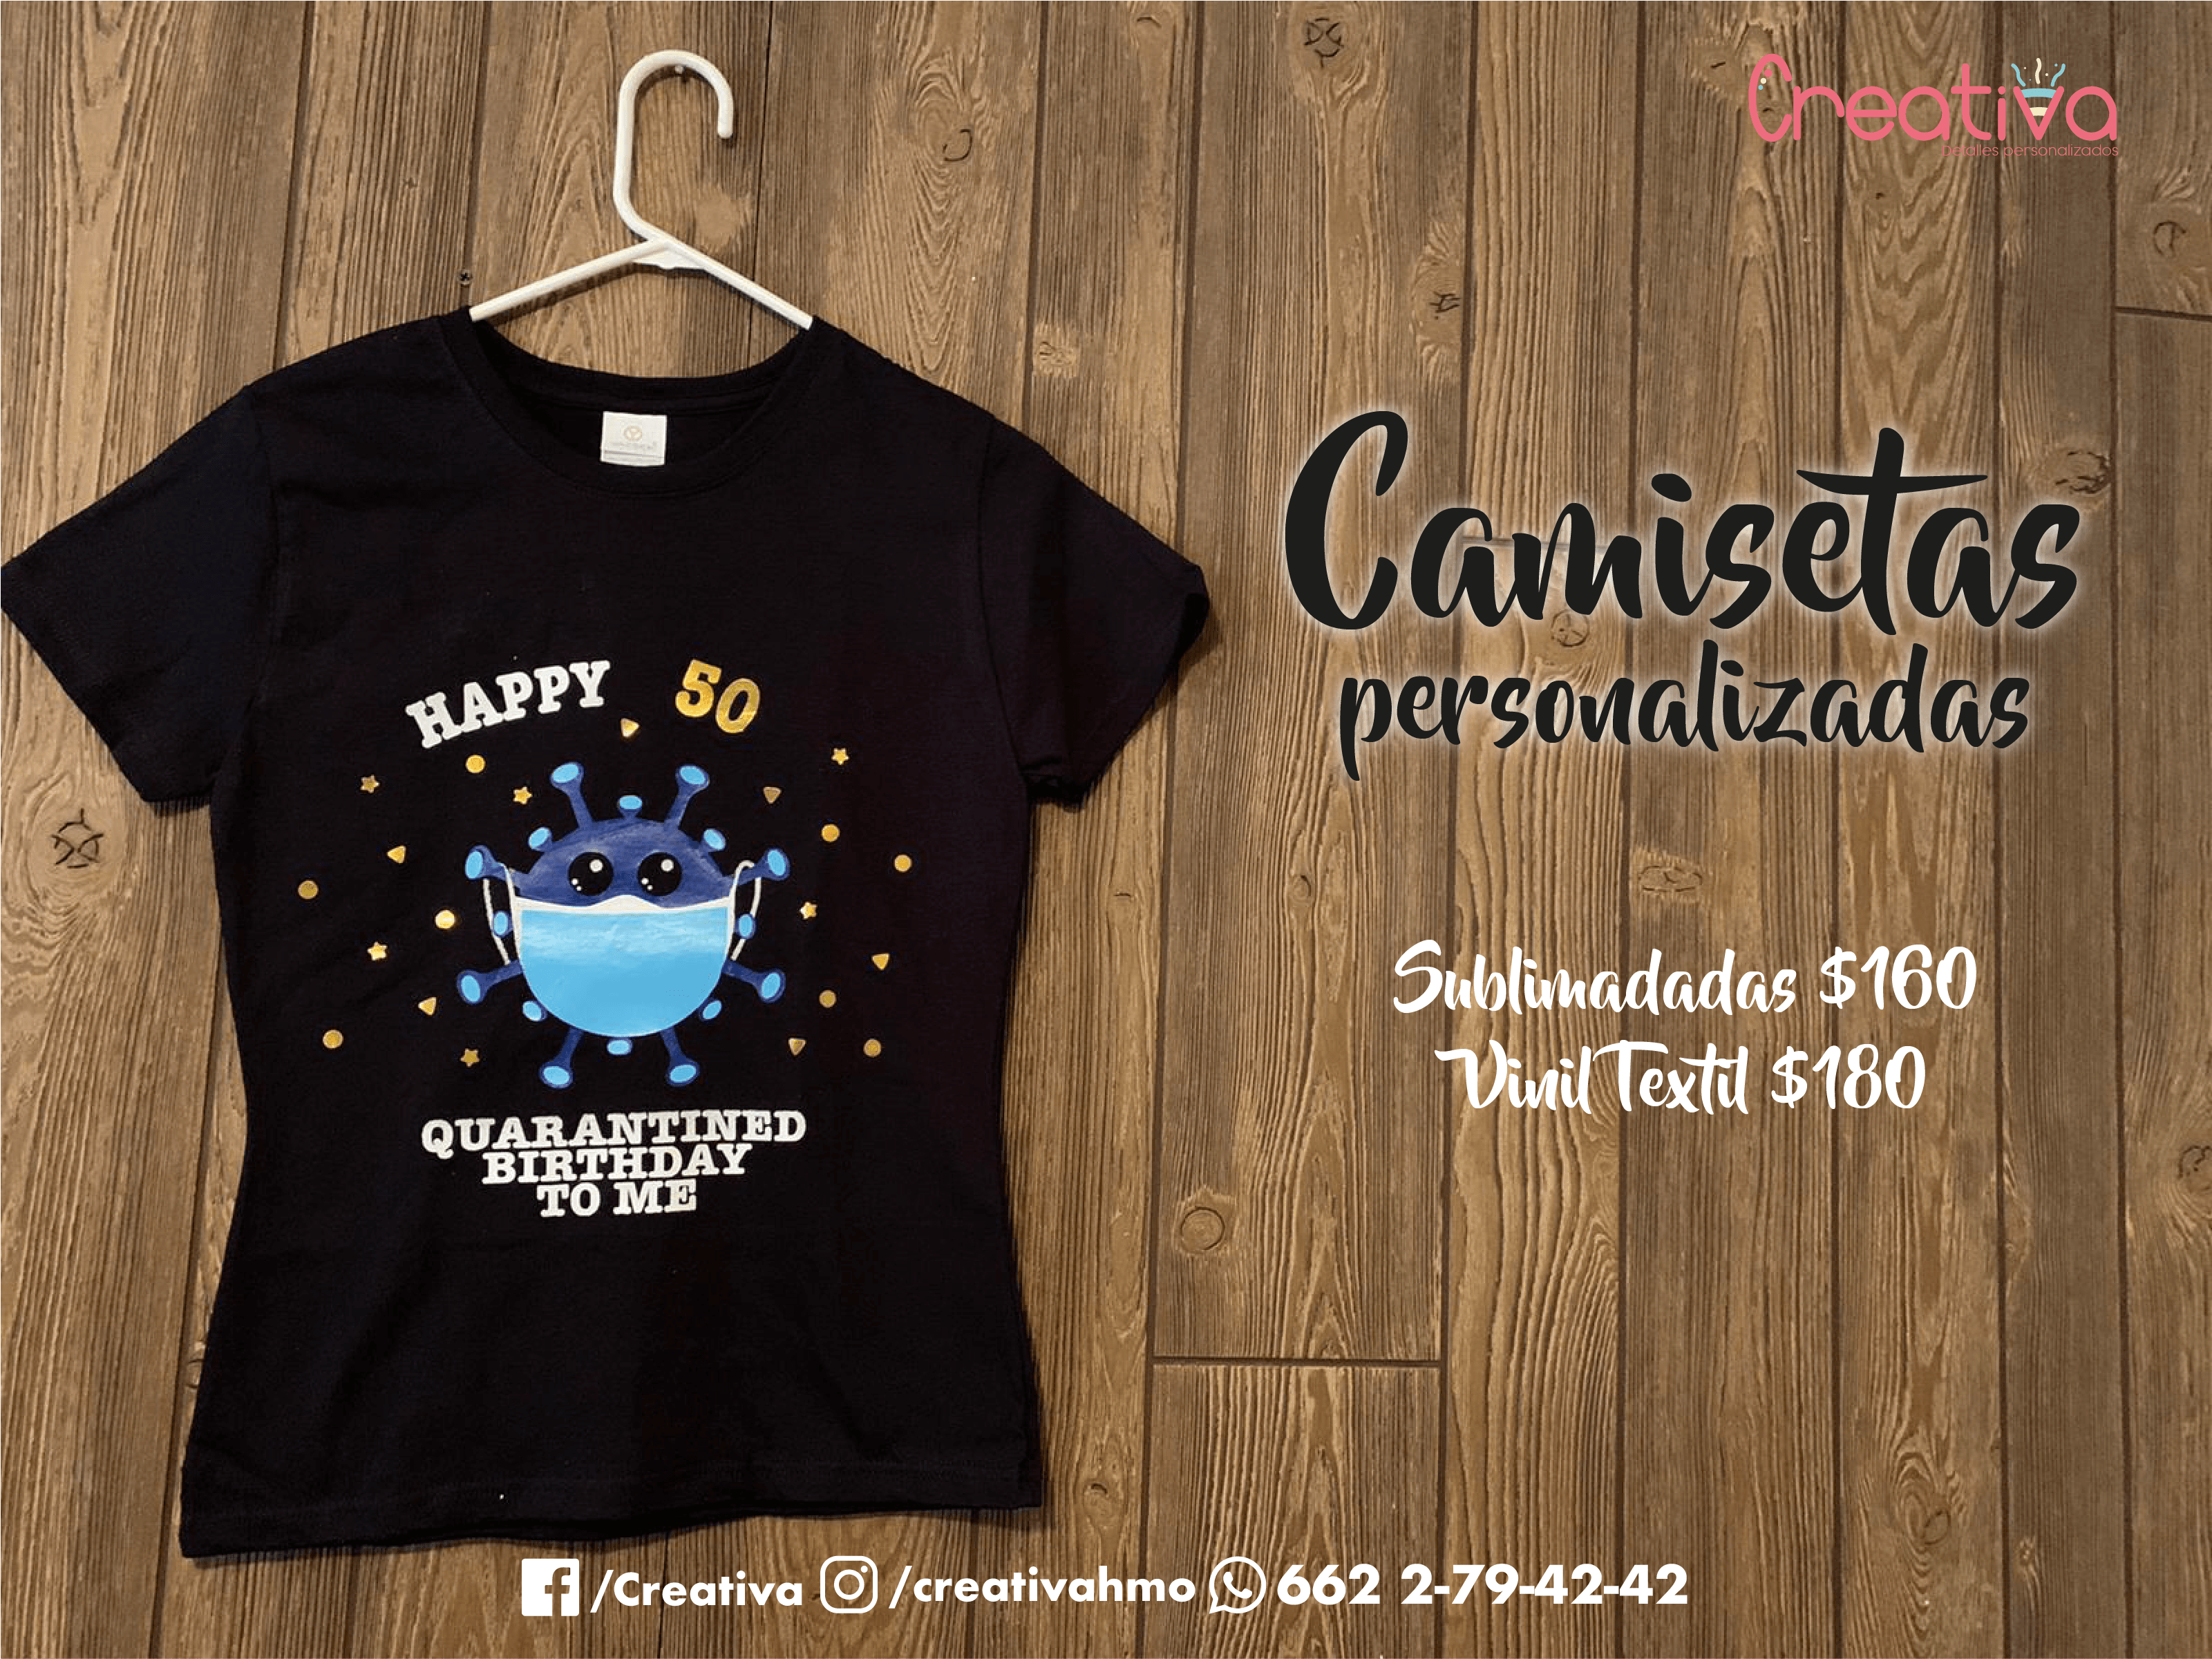 Creativa
Detalles personalizados
Camisetas
personalizadas
HAPPY 50
Sublimadadas $160
Vinil Textil $180
QUARANTINED
BIRTHDAY
TO ME
/Creativa /creativahmo 662 2-79-42-42